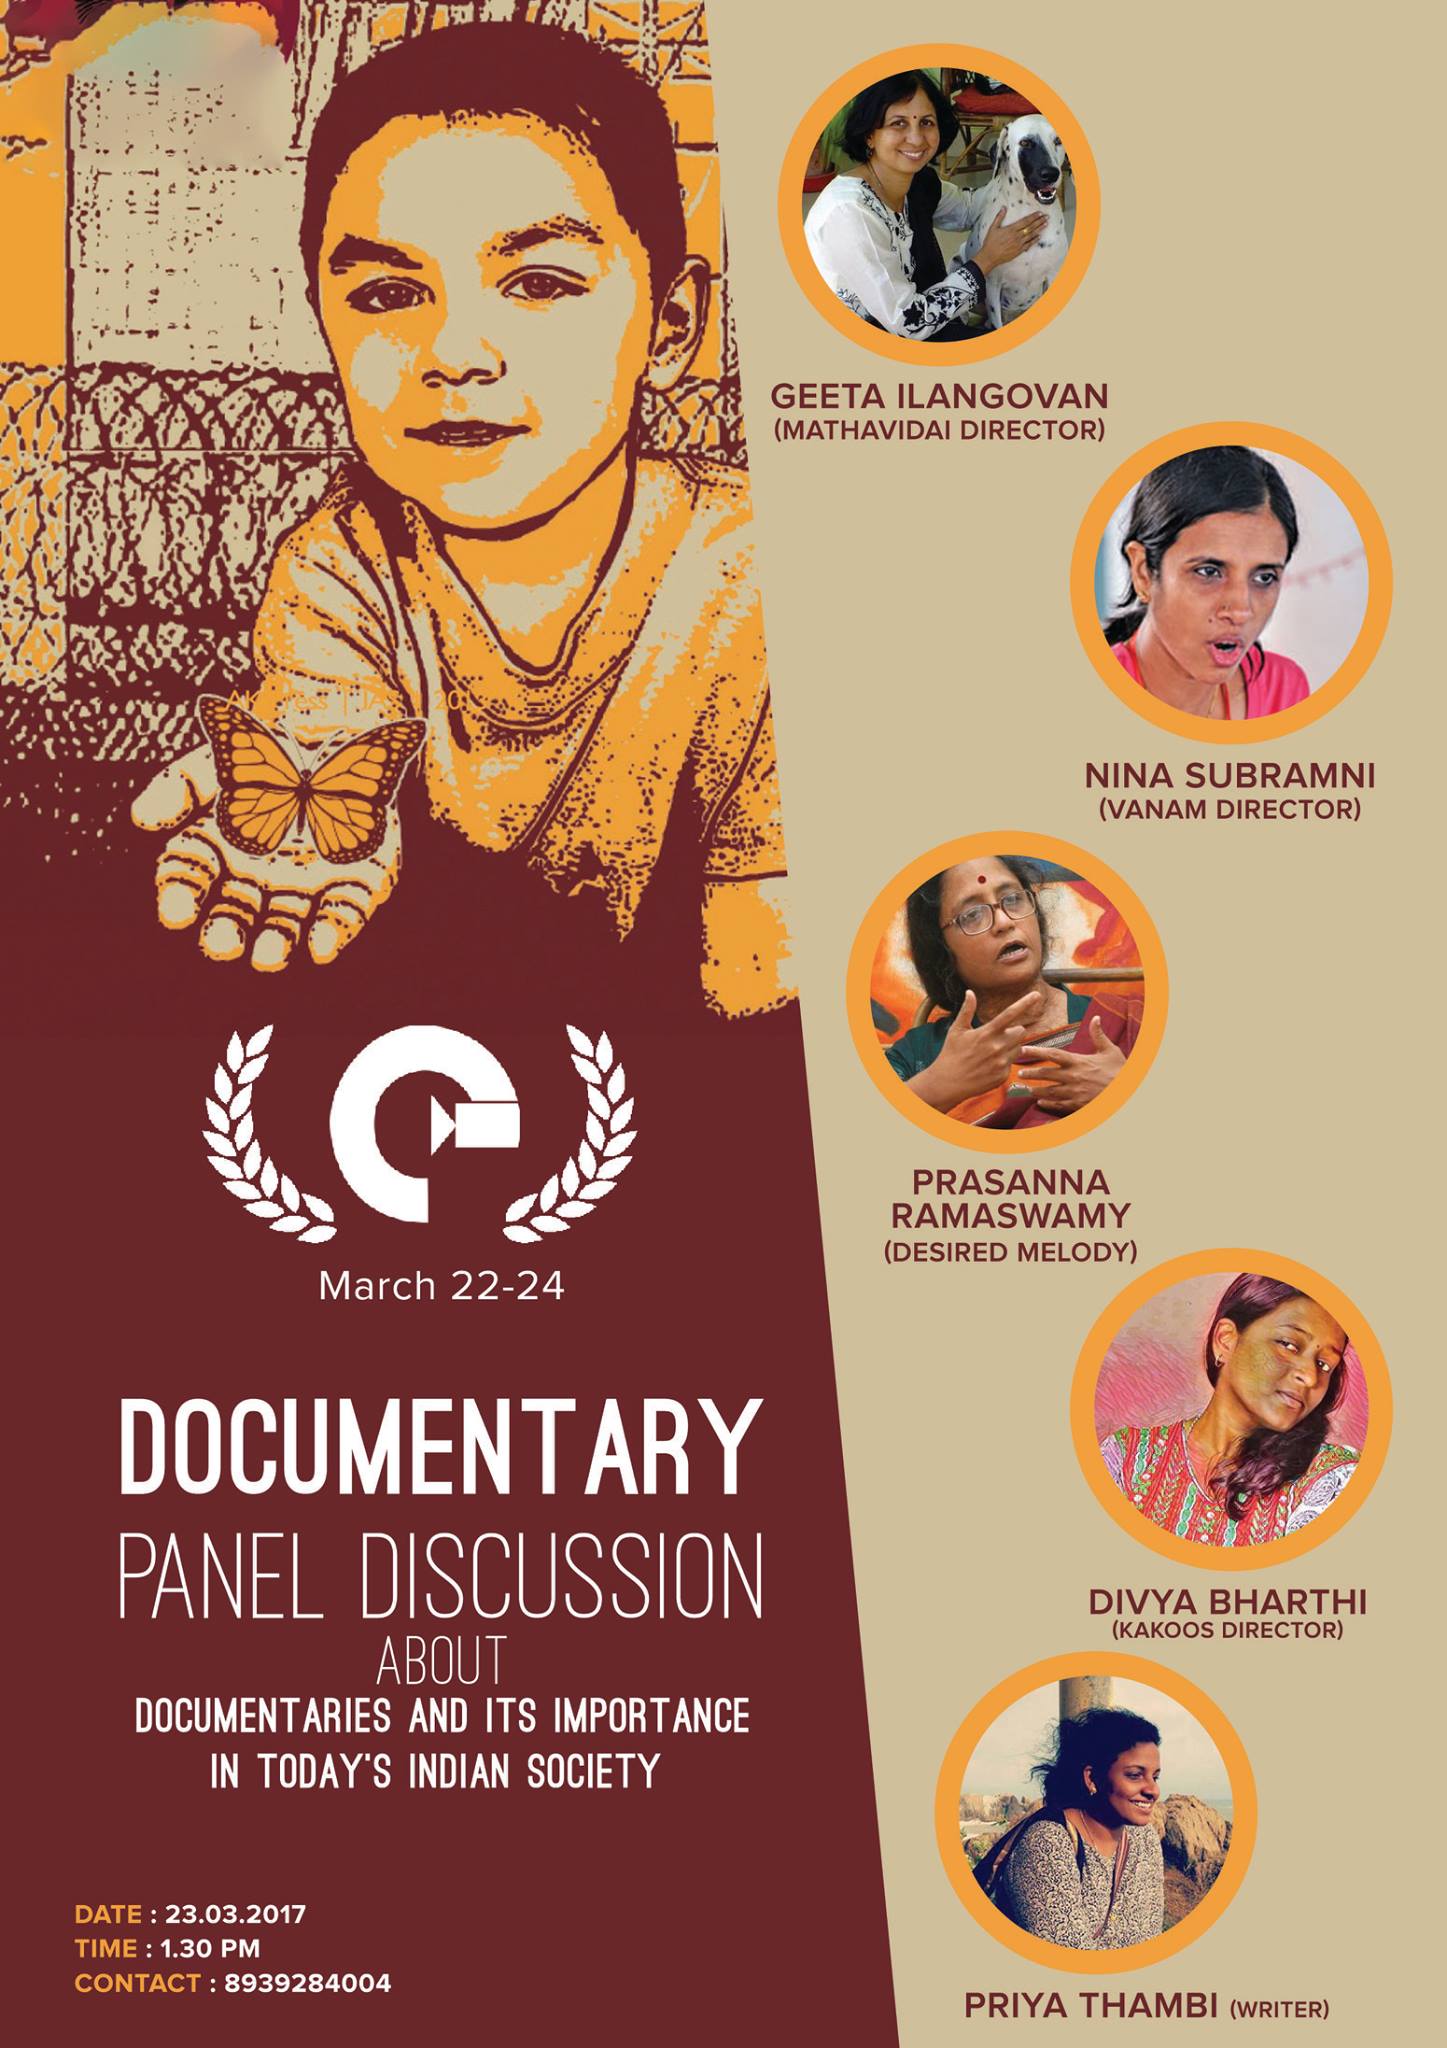 GEETA ILANGOVAN
(MATHAVIDAI DIRECTOR)
NINA SUBRAMNI
(VANAM DIRECTOR)
PRASANNA
RAMASWAMY
(DESIRED MELODY)
DIVYA BHARTHI
(KAKOOS DIRECTOR)
PRIYA THAMBI (WRITER)
March 22-24
DOCUMENTARY
PANEL DISCUSSION
ABOUT
DOCUMENTARIES AND ITS IMPORTANCE
IN TODAY'S INDIAN SOCIETY
DATE : 23.03.2017
TIME : 1.30 PM
CONTACT : 8939284004